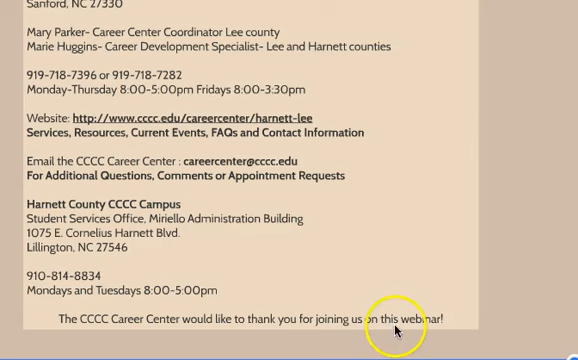 Sanford, NC 27330
Mary Parker- Career Center Coordinator Lee county
Marie Huggins- Career Development Specialist- Lee and Harnett counties
919-718-7396 or 919-718-7282
Monday-Thursday 8:00-5:00pm Fridays 8:00-3:30pm
Website: http://www.cccc.edu/careercenter/harnett-lee
Services, Resources, Current Events, FAQs and Contact Information
Email the CCCC Career Center : careercenter@cccc.edu
For Additional Questions, Comments or Appointment Requests
Harnett County CCCC Campus
Student Services Office, Miriello Administration Building
1075 E. Cornelius Harnett Blvd.
Lillington, NC 27546
910-814-8834
Mondays and Tuesdays 8:00-5:00pm
The CCCC Career Center would like to thank you for joining us on this webinar!